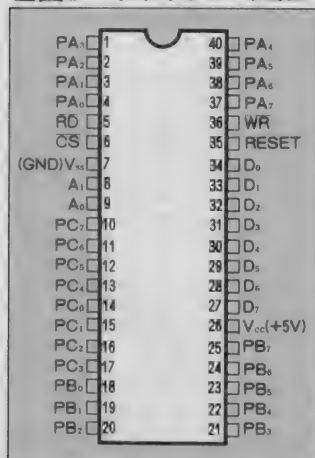 PA₃ 1 40 PA₄
PA₂ 2 39 PA₅
PA₁ 3 38 PA₆
PA₀ 4 37 PA₇
R̅D̅ 5 36 W̅R̅
C̅S̅ 6 35 RESET
(GND)Vss 7 34 D₀
A₁ 8 33 D₁
A₀ 9 32 D₂
PC₇ 10 31 D₃
PC₆ 11 30 D₄
PC₅ 12 29 D₅
PC₄ 13 28 D₆
PC₀ 14 27 D₇
PC₁ 15 26 Vcc(+5V)
PC₂ 16 25 PB₇
PC₃ 17 24 PB₆
PB₀ 18 23 PB₅
PB₁ 19 22 PB₄
PB₂ 20 21 PB₃